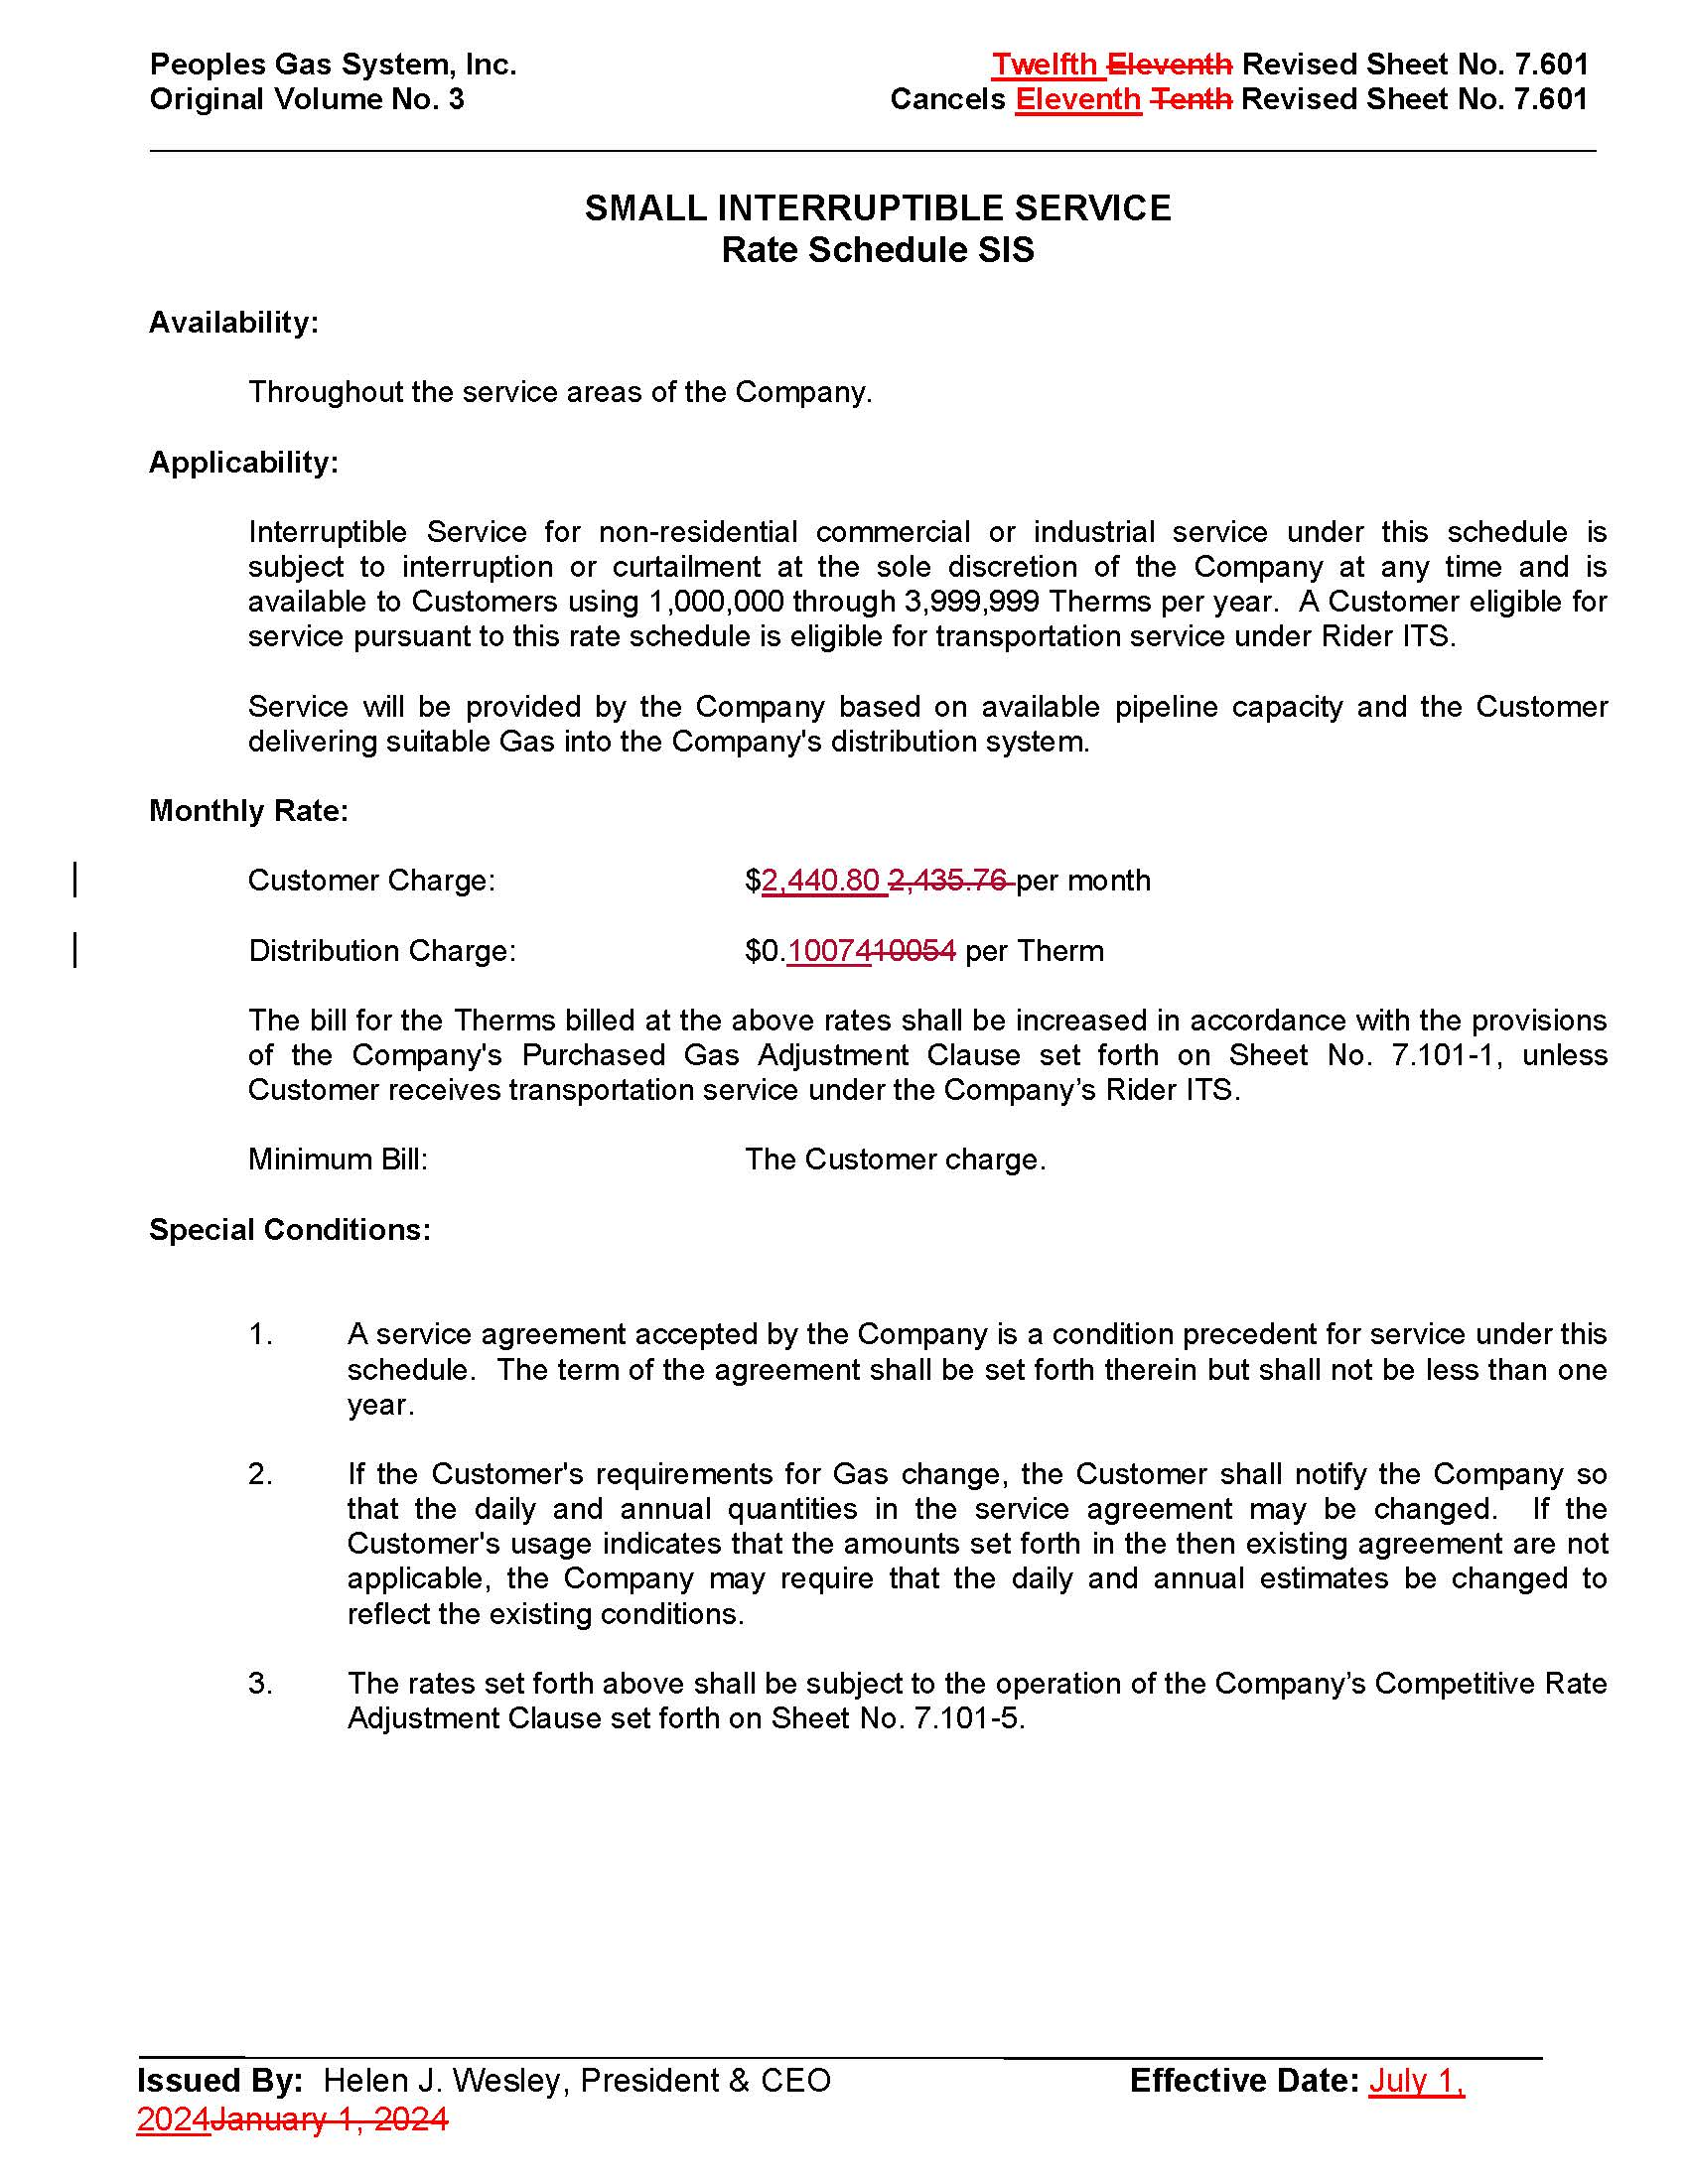 Peoples Gas System, Inc. Twelfth Eleventh Revised Sheet No. 7.601
Original Volume No. 3 Cancels Eleventh Tenth Revised Sheet No. 7.601
SMALL INTERRUPTIBLE SERVICE
Rate Schedule SIS
Availability:
Throughout the service areas of the Company.
Applicability:
Interruptible Service for non-residential commercial or industrial service under this schedule is
subject to interruption or curtailment at the sole discretion of the Company at any time and is
available to Customers using 1,000,000 through 3,999,999 Therms per year. A Customer eligible for
service pursuant to this rate schedule is eligible for transportation service under Rider ITS.
Service will be provided by the Company based on available pipeline capacity and the Customer
delivering suitable Gas into the Company's distribution system.
Monthly Rate:
Customer Charge: $2,440.80 2,435.76 per month
Distribution Charge: $0.1007410054 per Therm
The bill for the Therms billed at the above rates shall be increased in accordance with the provisions
of the Company's Purchased Gas Adjustment Clause set forth on Sheet No. 7.101-1, unless
Customer receives transportation service under the Company’s Rider ITS.
Minimum Bill: The Customer charge.
Special Conditions:
1. A service agreement accepted by the Company is a condition precedent for service under this
schedule. The term of the agreement shall be set forth therein but shall not be less than one
year.
2. If the Customer's requirements for Gas change, the Customer shall notify the Company so
that the daily and annual quantities in the service agreement may be changed. If the
Customer's usage indicates that the amounts set forth in the then existing agreement are not
applicable, the Company may require that the daily and annual estimates be changed to
reflect the existing conditions.
3. The rates set forth above shall be subject to the operation of the Company’s Competitive Rate
Adjustment Clause set forth on Sheet No. 7.101-5.
Issued By: Helen J. Wesley, President & CEO Effective Date: July 1,
2024January 1, 2024